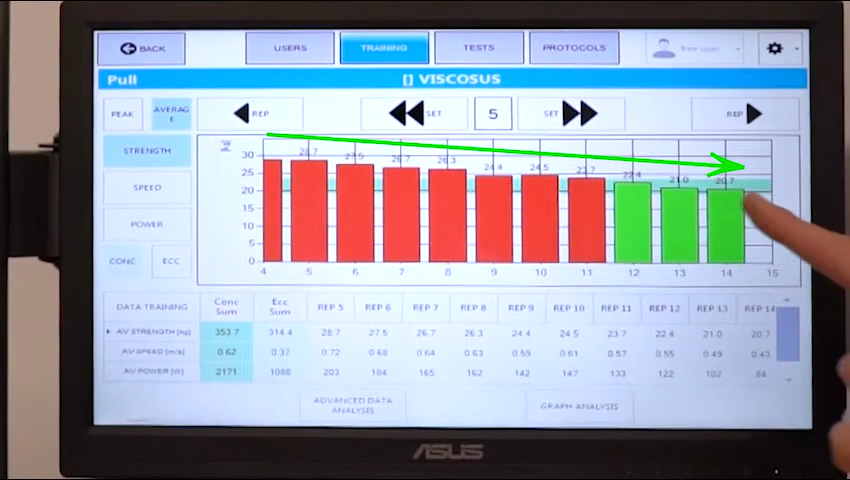 BACK
USERS
TRAINING
TESTS
PROTOCOLS
free user
Pull
[] VISCOSUS
PEAK
AVERAG
E
REP
SET
5
SET
REP
STRENGTH
SPEED
POWER
CONC
ECC
30
25
20
15
10
5
0
28.7
27.5
26.7
26.3
24.4
24.5
23.7
22.4
21.0
20.7
4 5 6 7 8 9 10 11 12 13 14 15
DATA TRAINING Conc Sum Ecc Sum REP 5 REP 6 REP 7 REP 8 REP 9 REP 10 REP 11 REP 12 REP 13 REP 14
AV STRENGTH [kg] 353.7 314.4 28.7 27.5 26.7 26.3 24.4 24.5 23.7 22.4 21.0 20.7
AV SPEED [m/s] 0.62 0.37 0.72 0.68 0.64 0.63 0.59 0.61 0.57 0.55 0.49 0.43
AV POWER [W] 2171 1088 203 184 165 162 142 147 133 122 102 84
ADVANCED DATA
ANALYSIS
GRAPH ANALYSIS
ASUS